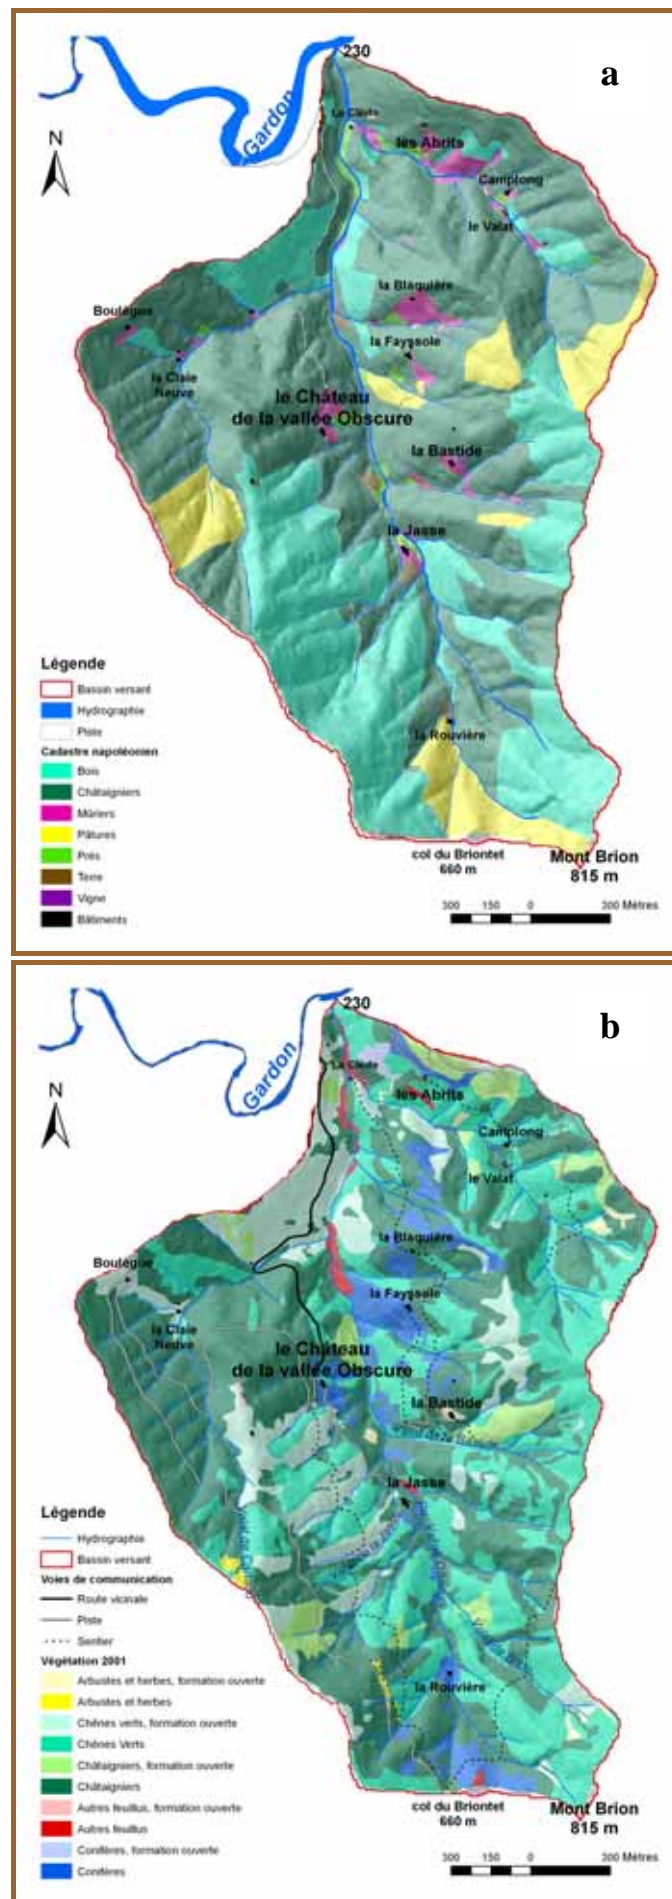 a
230
Gardon
N
La Clède
les Abrits
Camplong
le Valat
la Blaquière
Boulègue
la Fayssole
la Claie
Neuve
le Château
de la vallée Obscure
la Bastide
la Jasse
la Rouvière
Légende
Bassin versant
Hydrographie
Piste
Cadastre napoléonien
Bois
Châtaigniers
Mûriers
Pâtures
Prés
Terre
Vigne
Bâtiments
col du Briontet
660 m
Mont Brion
815 m
300 150 0 300 Mètres
b
230
Gardon
N
La Clède
les Abrits
Camplong
le Valat
la Blaquière
Boulègue
la Fayssole
la Claie
Neuve
le Château
de la vallée Obscure
la Bastide
la Jasse
la Rouvière
Légende
Hydrographie
Bassin versant
Voies de communication
Route vicinale
Piste
Sentier
Végétation 2001
Arbustes et herbes, formation ouverte
Arbustes et herbes
Chênes verts, formation ouverte
Chênes Verts
Châtaigniers, formation ouverte
Châtaigniers
Autres feuillus, formation ouverte
Autres feuillus
Conifères, formation ouverte
Conifères
col du Briontet
660 m
Mont Brion
815 m
300 150 0 300 Mètres